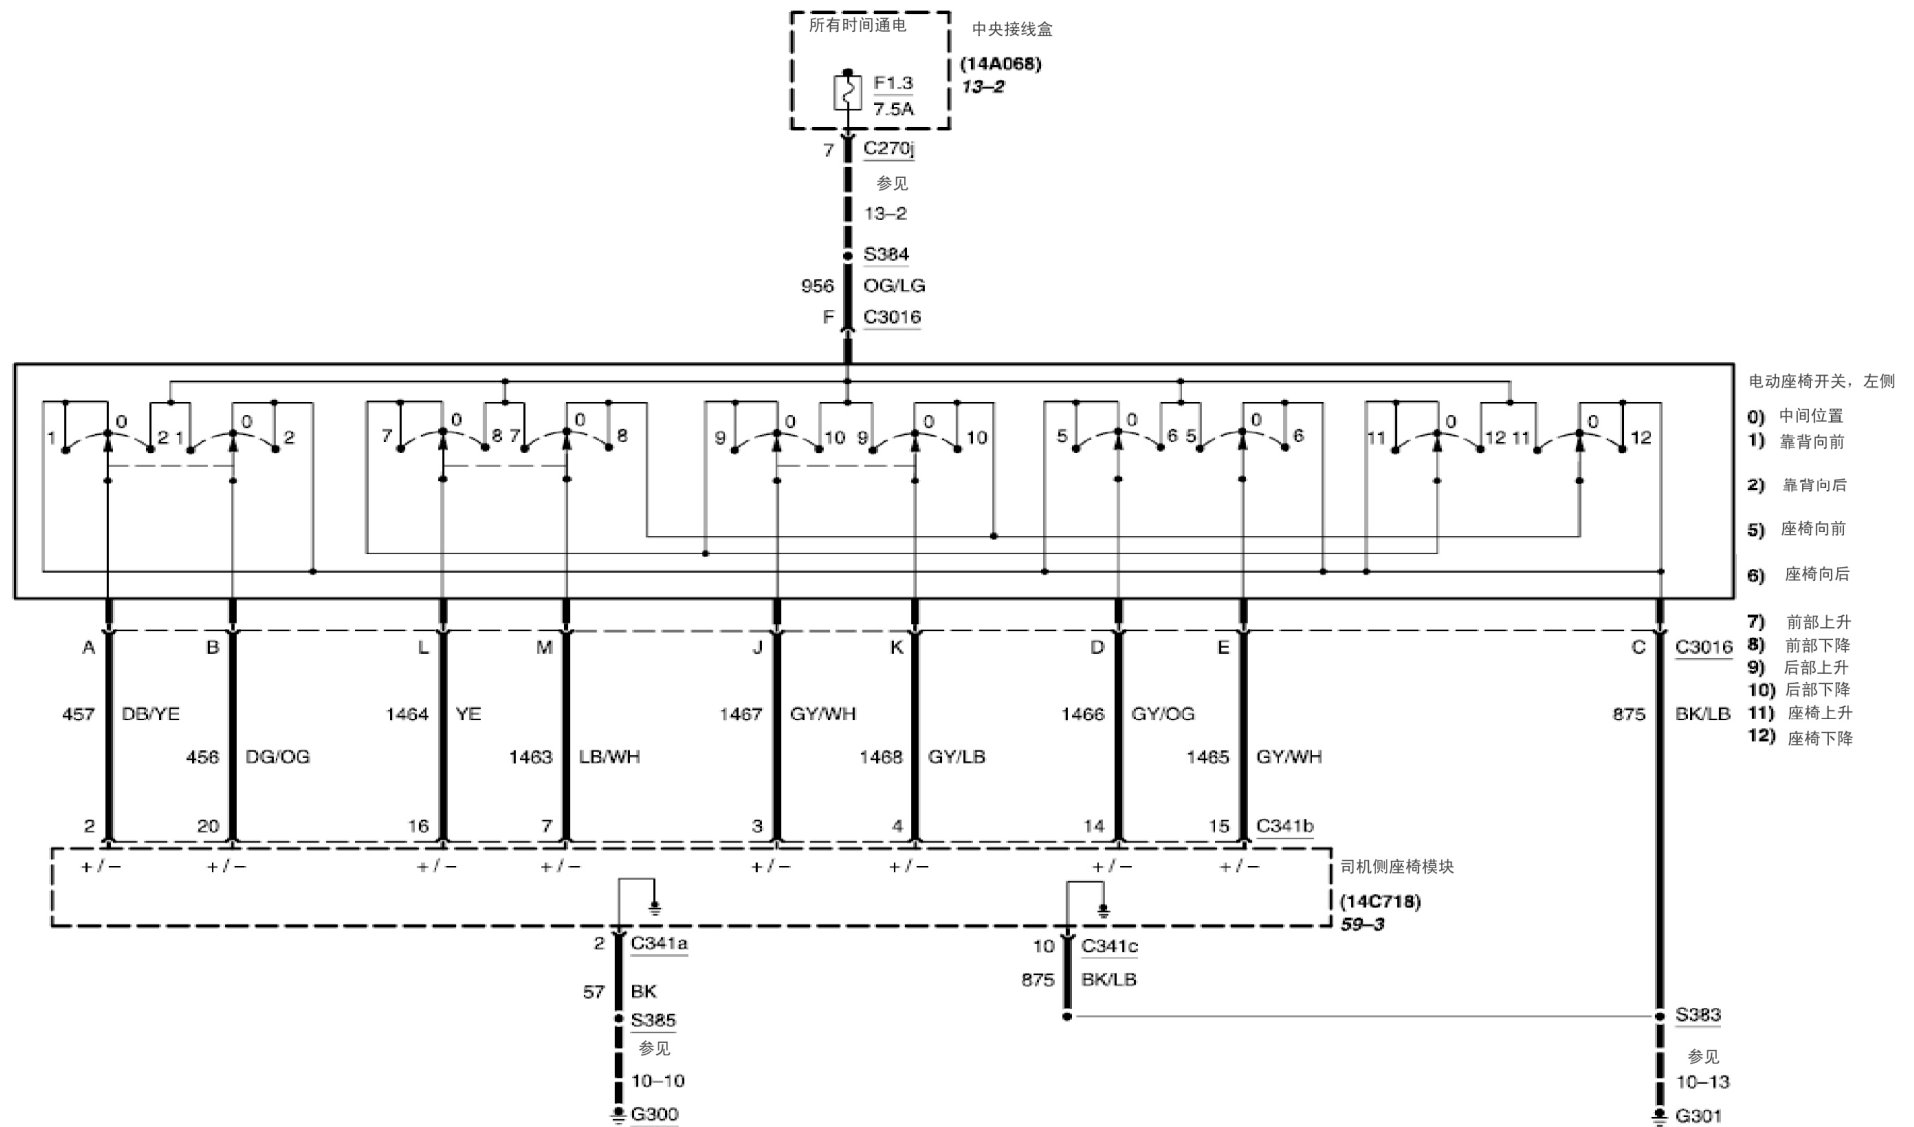 所有时间通电
中央接线盒
(14A068)
13–2
F1.3
7.5A
7 C270j
参见
13–2
S384
956 OG/LG
F C3016
电动座椅开关，左侧
0) 中间位置
1) 靠背向前
2) 靠背向后
5) 座椅向前
6) 座椅向后
7) 前部上升
8) 前部下降
9) 后部上升
10) 后部下降
11) 座椅上升
12) 座椅下降
1 0 2 1 0 2 7 0 8 7 0 8 9 0 10 9 0 10 5 0 6 5 0 6 11 0 12 11 0 12
A B L M J K D E C C3016
457 DB/YE 1464 YE 1467 GY/WH 1466 GY/OG 875 BK/LB
456 DG/OG 1463 LB/WH 1468 GY/LB 1465 GY/WH
2 20 16 7 3 4 14 15 C341b
+/– +/– +/– +/– +/– +/– +/– +/–
司机侧座椅模块
(14C718)
59–3
2 C341a 10 C341c
875 BK/LB
57 BK
S385 S383
参见 参见
10–10 10–13
G300 G301